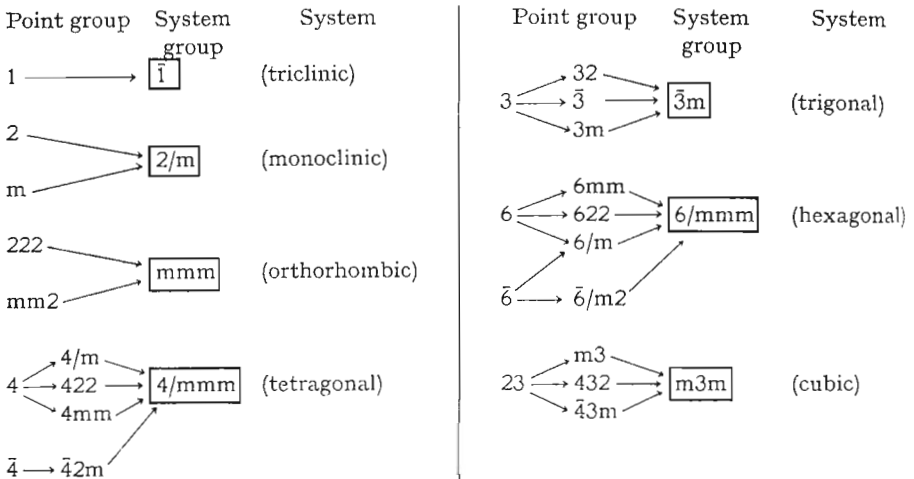 Point group System group System
1 1̄ (triclinic)
2
2/m (monoclinic)
m
222
mmm (orthorhombic)
mm2
4/m
4 422 4/mmm (tetragonal)
4mm
4̄ 4̄2m
Point group System group System
32
3 3̄ 3̄m (trigonal)
3m
6mm
6 622 6/mmm (hexagonal)
6/m
6̄ 6̄/m2
m3
23 432 m3m (cubic)
4̄3m